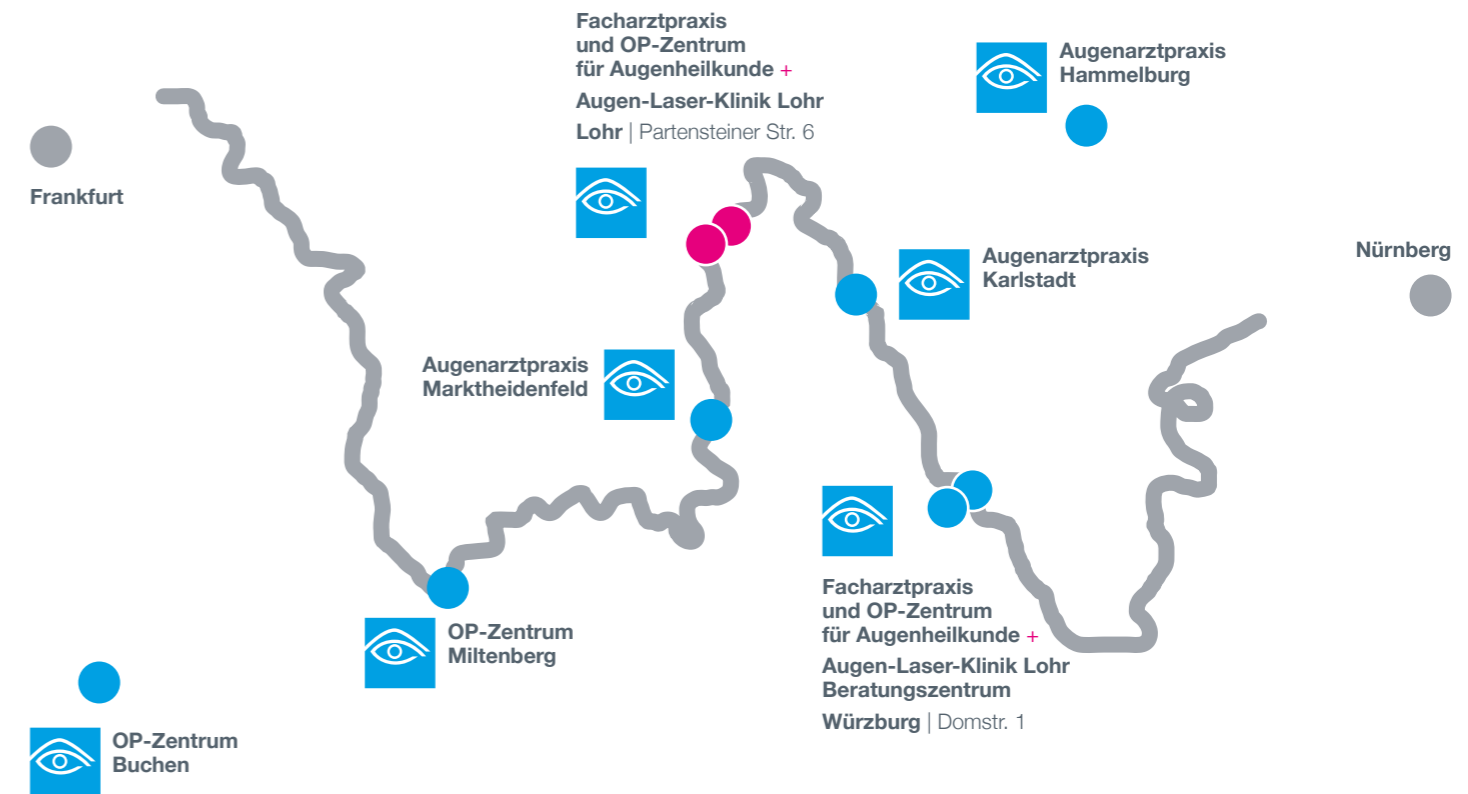 Facharztpraxis
und OP-Zentrum
für Augenheilkunde +
Augen-Laser-Klinik Lohr
Lohr | Partensteiner Str. 6
Augenarztpraxis
Hammelburg
Frankfurt
Augenarztpraxis
Karlstadt
Nürnberg
Augenarztpraxis
Marktheidenfeld
Facharztpraxis
und OP-Zentrum
für Augenheilkunde +
Augen-Laser-Klinik Lohr
Beratungszentrum
Würzburg | Domstr. 1
OP-Zentrum
Miltenberg
OP-Zentrum
Buchen